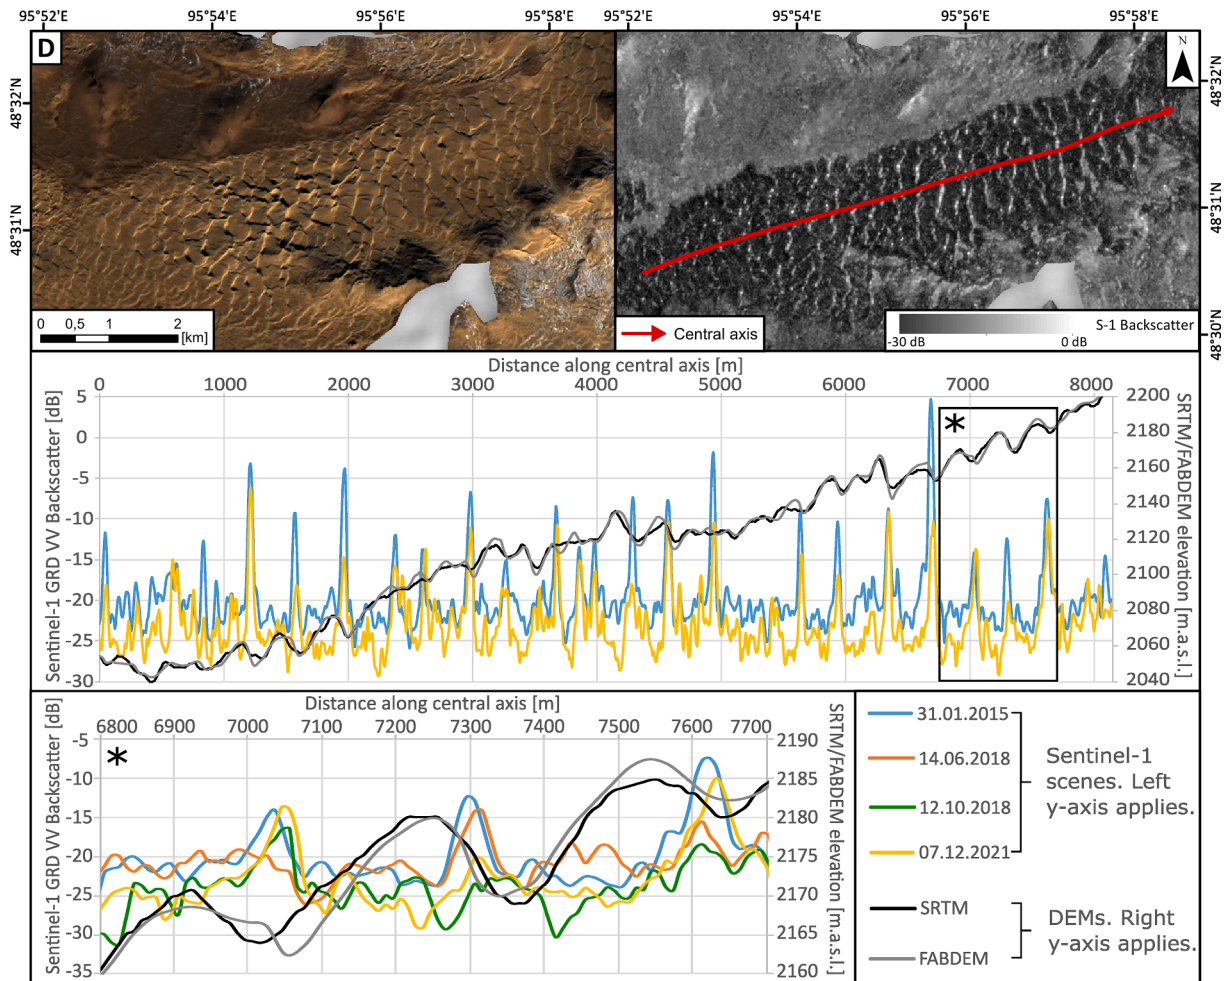 95°52'E 95°54'E 95°56'E 95°58'E 95°52' 95°54'E 95°56'E 95°58'E
D
N
48°32'N
48°31'N
48°32'N
48°31'N
48°30'N
0 0,5 1 2
[km]
Central axis
S-1 Backscatter
-30 dB 0 dB
Distance along central axis [m]
0 1000 2000 3000 4000 5000 6000 7000 8000
Sentinel-1 GRD VV Backscatter [dB]
5
0
-5
-10
-15
-20
-25
-30
*
2200
2180
2160
2140
2120
2100
2080
2060
2040
SRTM/FABDEM elevation [m.a.s.l.]
Distance along central axis [m]
6800 6900 7000 7100 7200 7300 7400 7500 7600 7700
Sentinel-1 GRD VV Backscatter [dB]
-5
-10
-15
-20
-25
-30
-35
*
2190
2185
2180
2175
2170
2165
2160
SRTM/FABDEM elevation [m.a.s.l.]
31.01.2015
14.06.2018
12.10.2018
07.12.2021
Sentinel-1
scenes. Left
y-axis applies.
SRTM
FABDEM
DEMs. Right
y-axis applies.